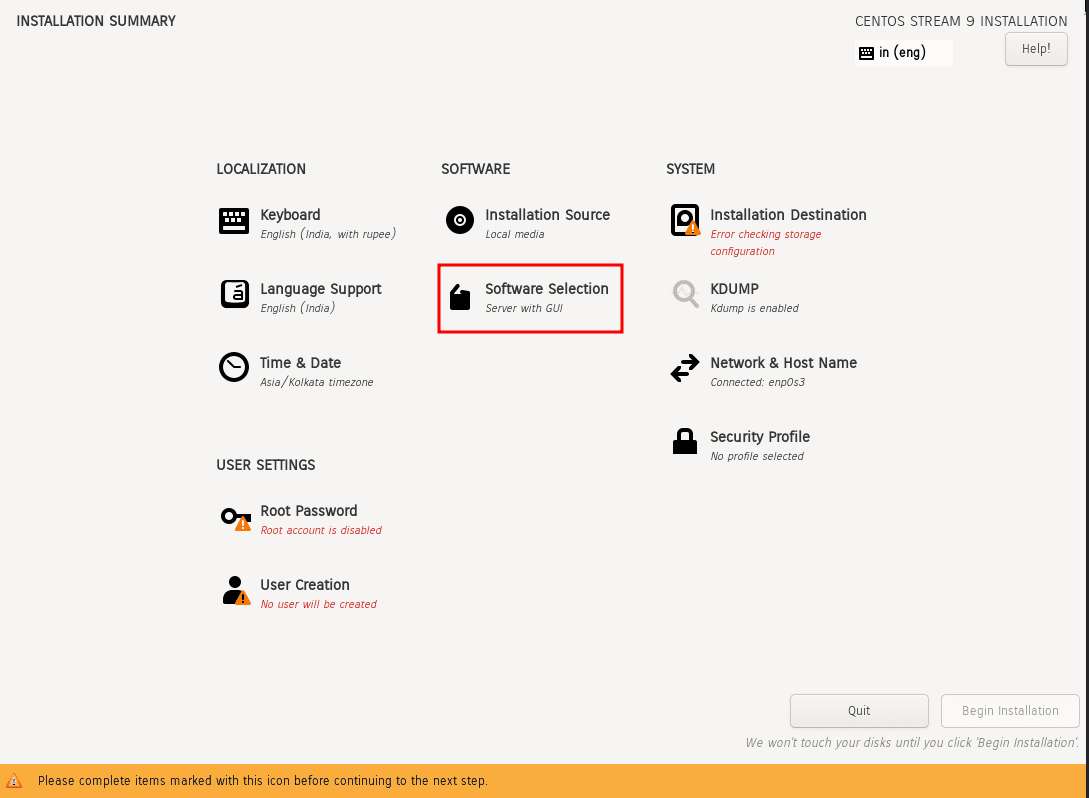 INSTALLATION SUMMARY
CENTOS STREAM 9 INSTALLATION
in (eng)
Help!
LOCALIZATION
Keyboard
English (India, with rupee)
Language Support
English (India)
Time & Date
Asia/Kolkata timezone
SOFTWARE
Installation Source
Local media
Software Selection
Server with GUI
SYSTEM
Installation Destination
Error checking storage
configuration
KDUMP
Kdump is enabled
Network & Host Name
Connected: enp0s3
Security Profile
No profile selected
USER SETTINGS
Root Password
Root account is disabled
User Creation
No user will be created
Quit
Begin Installation
We won't touch your disks until you click 'Begin Installation'.
Please complete items marked with this icon before continuing to the next step.